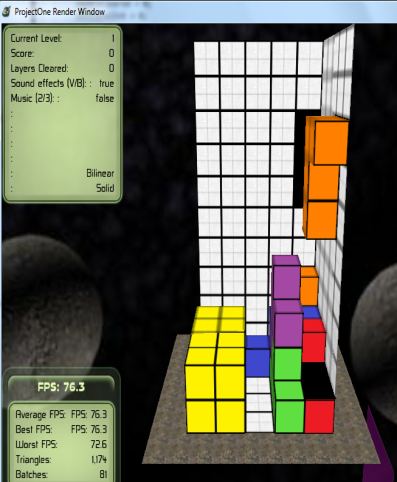 ProjectOne Render Window
Current Level: 1
Score: 0
Layers Cleared: 0
Sound effects (V/B): : true
Music (2/3): : false
:
:
:
:
: Bilinear
: Solid
FPS: 76.3
Average FPS: FPS: 76.3
Best FPS: FPS: 76.3
Worst FPS: 72.6
Triangles: 1,174
Batches: 81